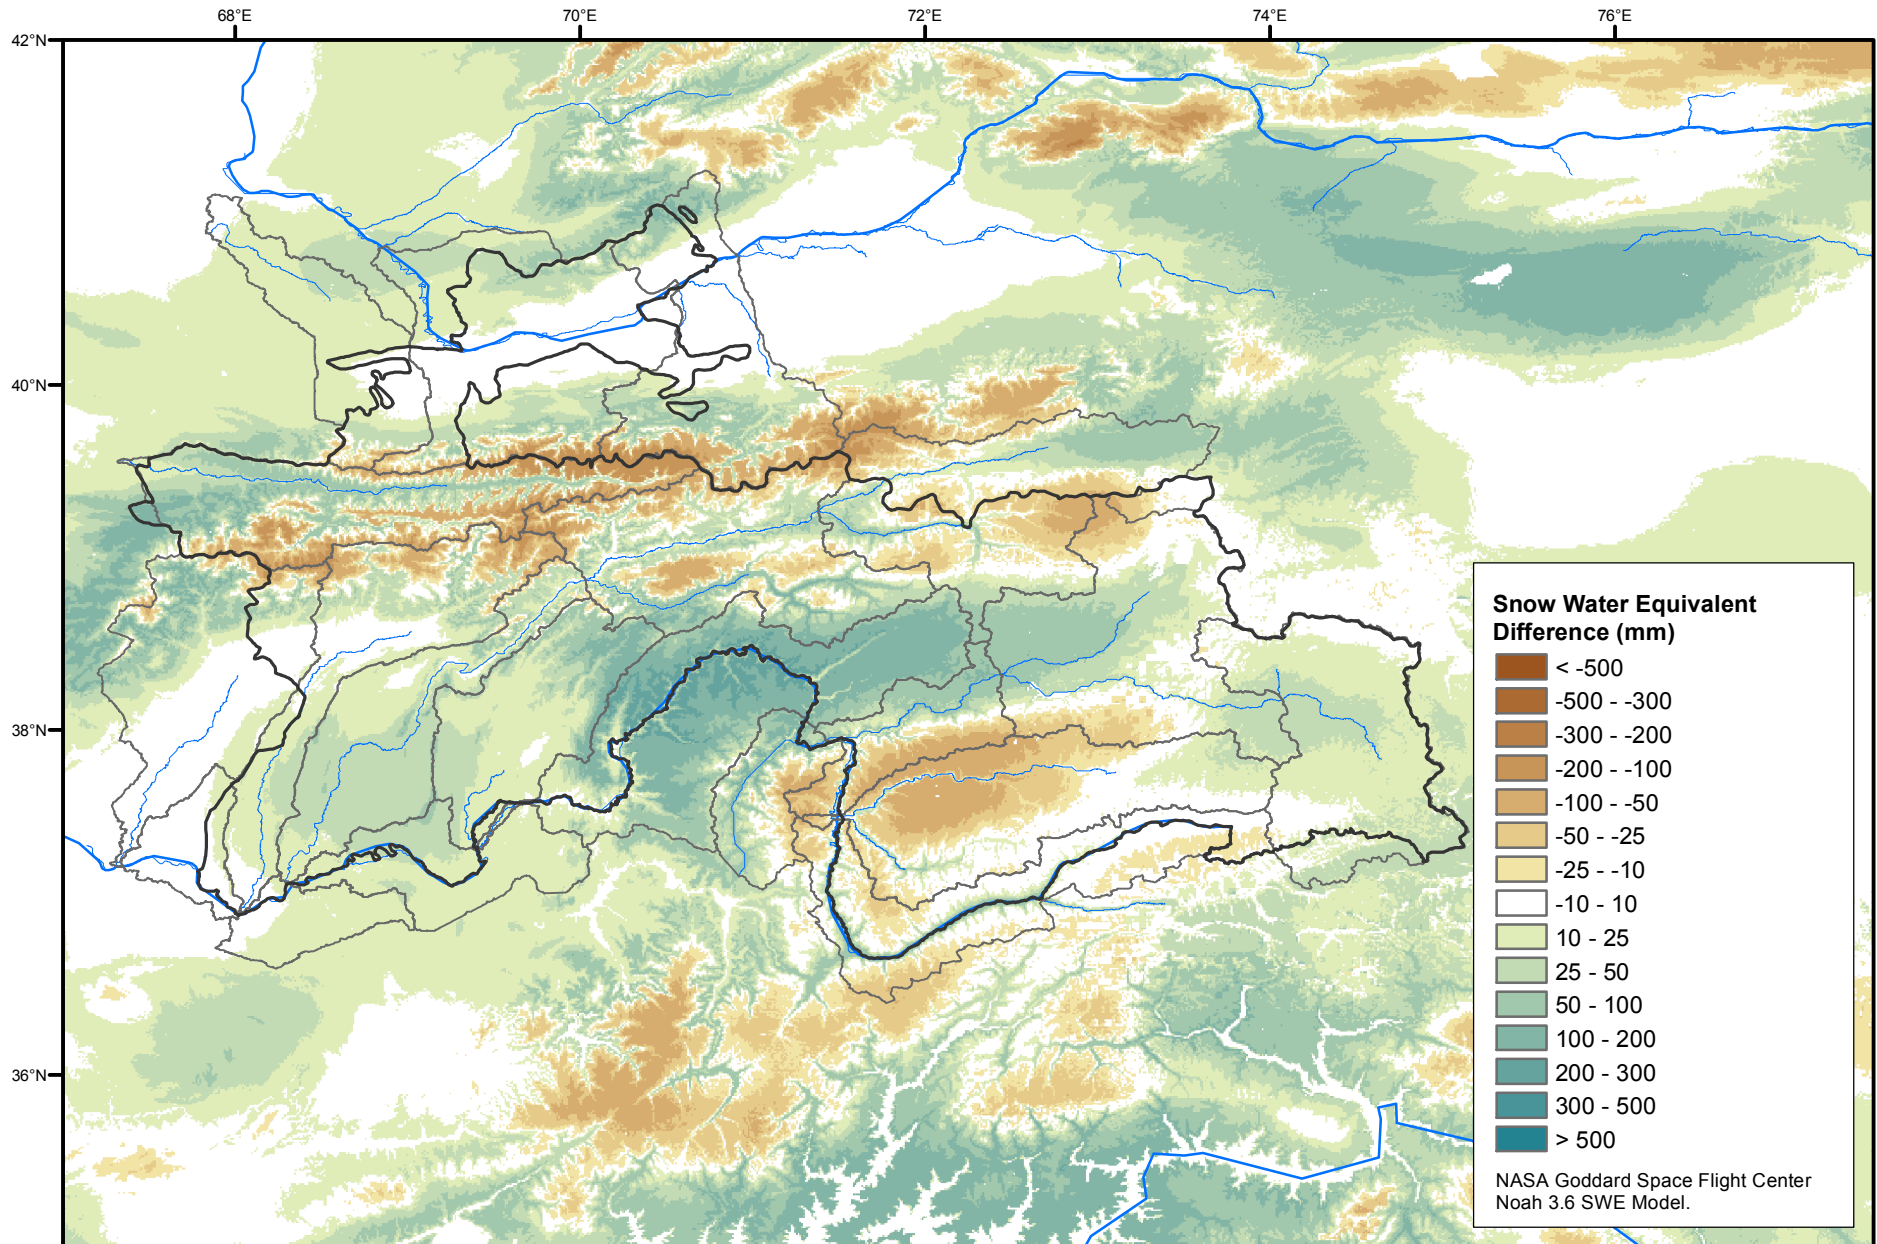 68°E 70°E 72°E 74°E 76°E
42°N
40°N
38°N
36°N
Snow Water Equivalent
Difference (mm)
< -500
-500 - -300
-300 - -200
-200 - -100
-100 - -50
-50 - -25
-25 - -10
-10 - 10
10 - 25
25 - 50
50 - 100
100 - 200
200 - 300
300 - 500
> 500
NASA Goddard Space Flight Center
Noah 3.6 SWE Model.